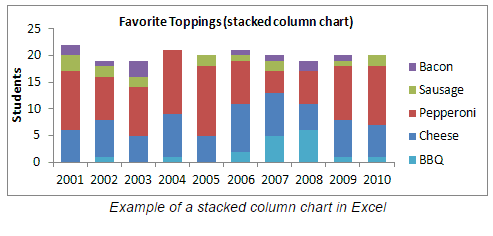 Favorite Toppings (stacked column chart)
25
20
15
10
5
0
Students
2001 2002 2003 2004 2005 2006 2007 2008 2009 2010
Bacon
Sausage
Pepperoni
Cheese
BBQ
Example of a stacked column chart in Excel